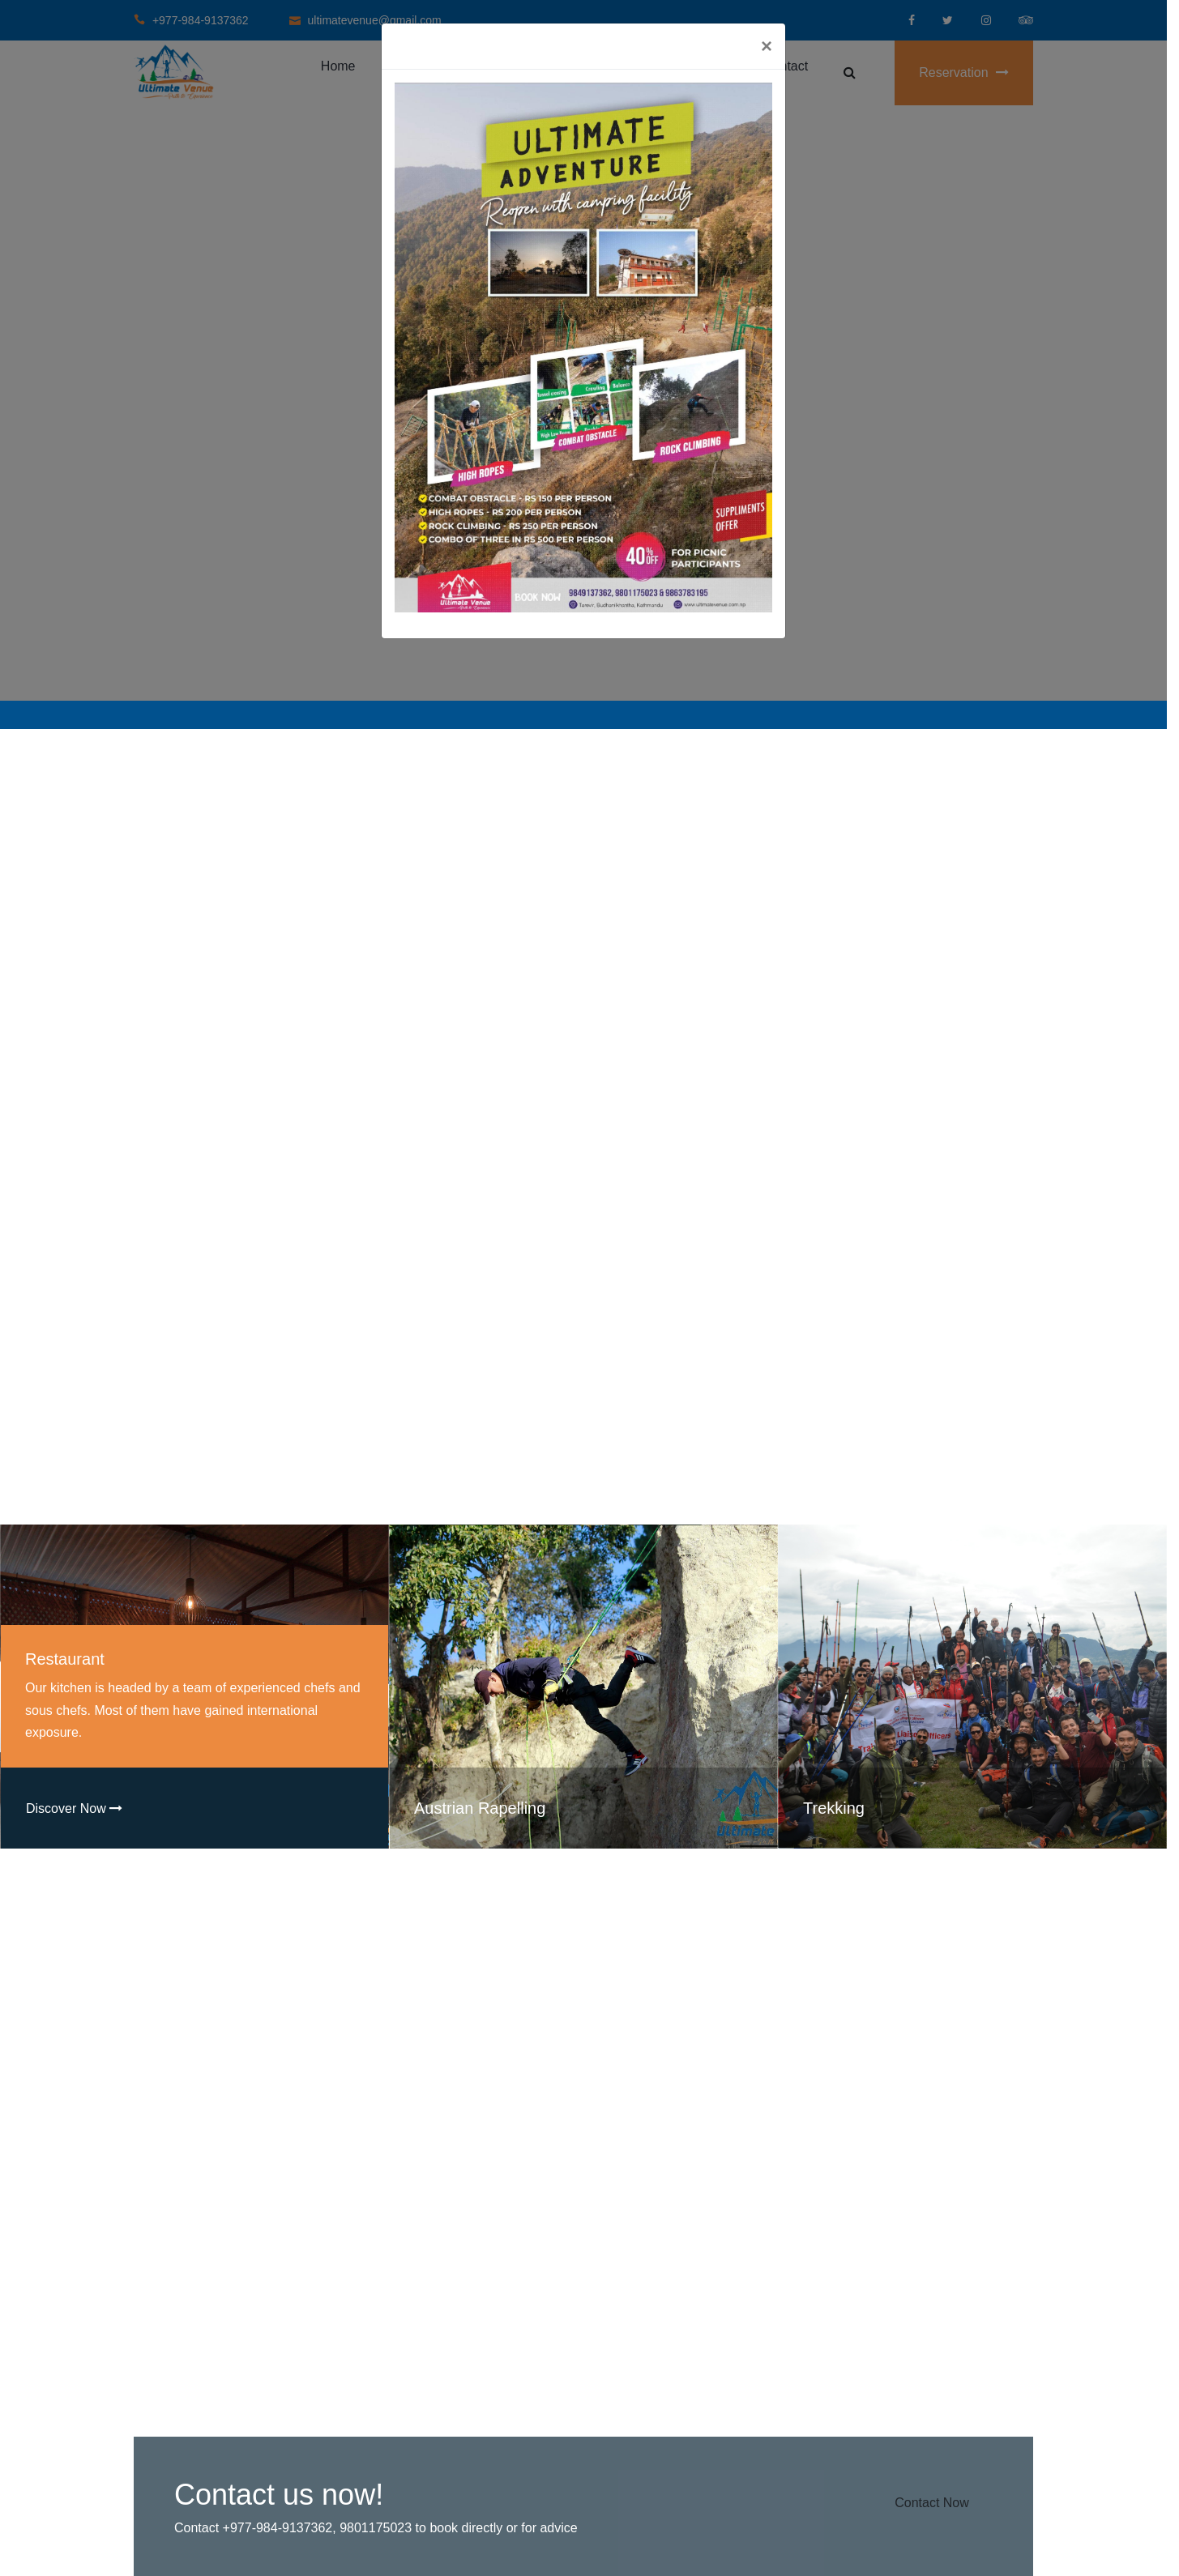 +977-984-9137362
ultimatevenue@gmail.com
×
Ultimate Venue
Home
Reservation
ULTIMATE
ADVENTURE
Reopen with camping facility
HIGH ROPES
COMBAT OBSTACLE
ROCK CLIMBING
COMBAT OBSTACLE - RS 150 PER PERSON
HIGH ROPES - RS 200 PER PERSON
ROCK CLIMBING - RS 250 PER PERSON
COMBO OF THREE IN RS 500 PER PERSON
SUPPLIMENTS
OFFER
40% OFF
FOR PICNIC
PARTICIPANTS
Ultimate Venue
BOOK NOW
9849137362, 9801175023 & 9863783195
www.ultimatevenue.com.np
Restaurant
Our kitchen is headed by a team of experienced chefs and
sous chefs. Most of them have gained international
exposure.
Discover Now
Austrian Rapelling
Ultimate
Trekking
Contact us now!
Contact +977-984-9137362, 9801175023 to book directly or for advice
Contact Now